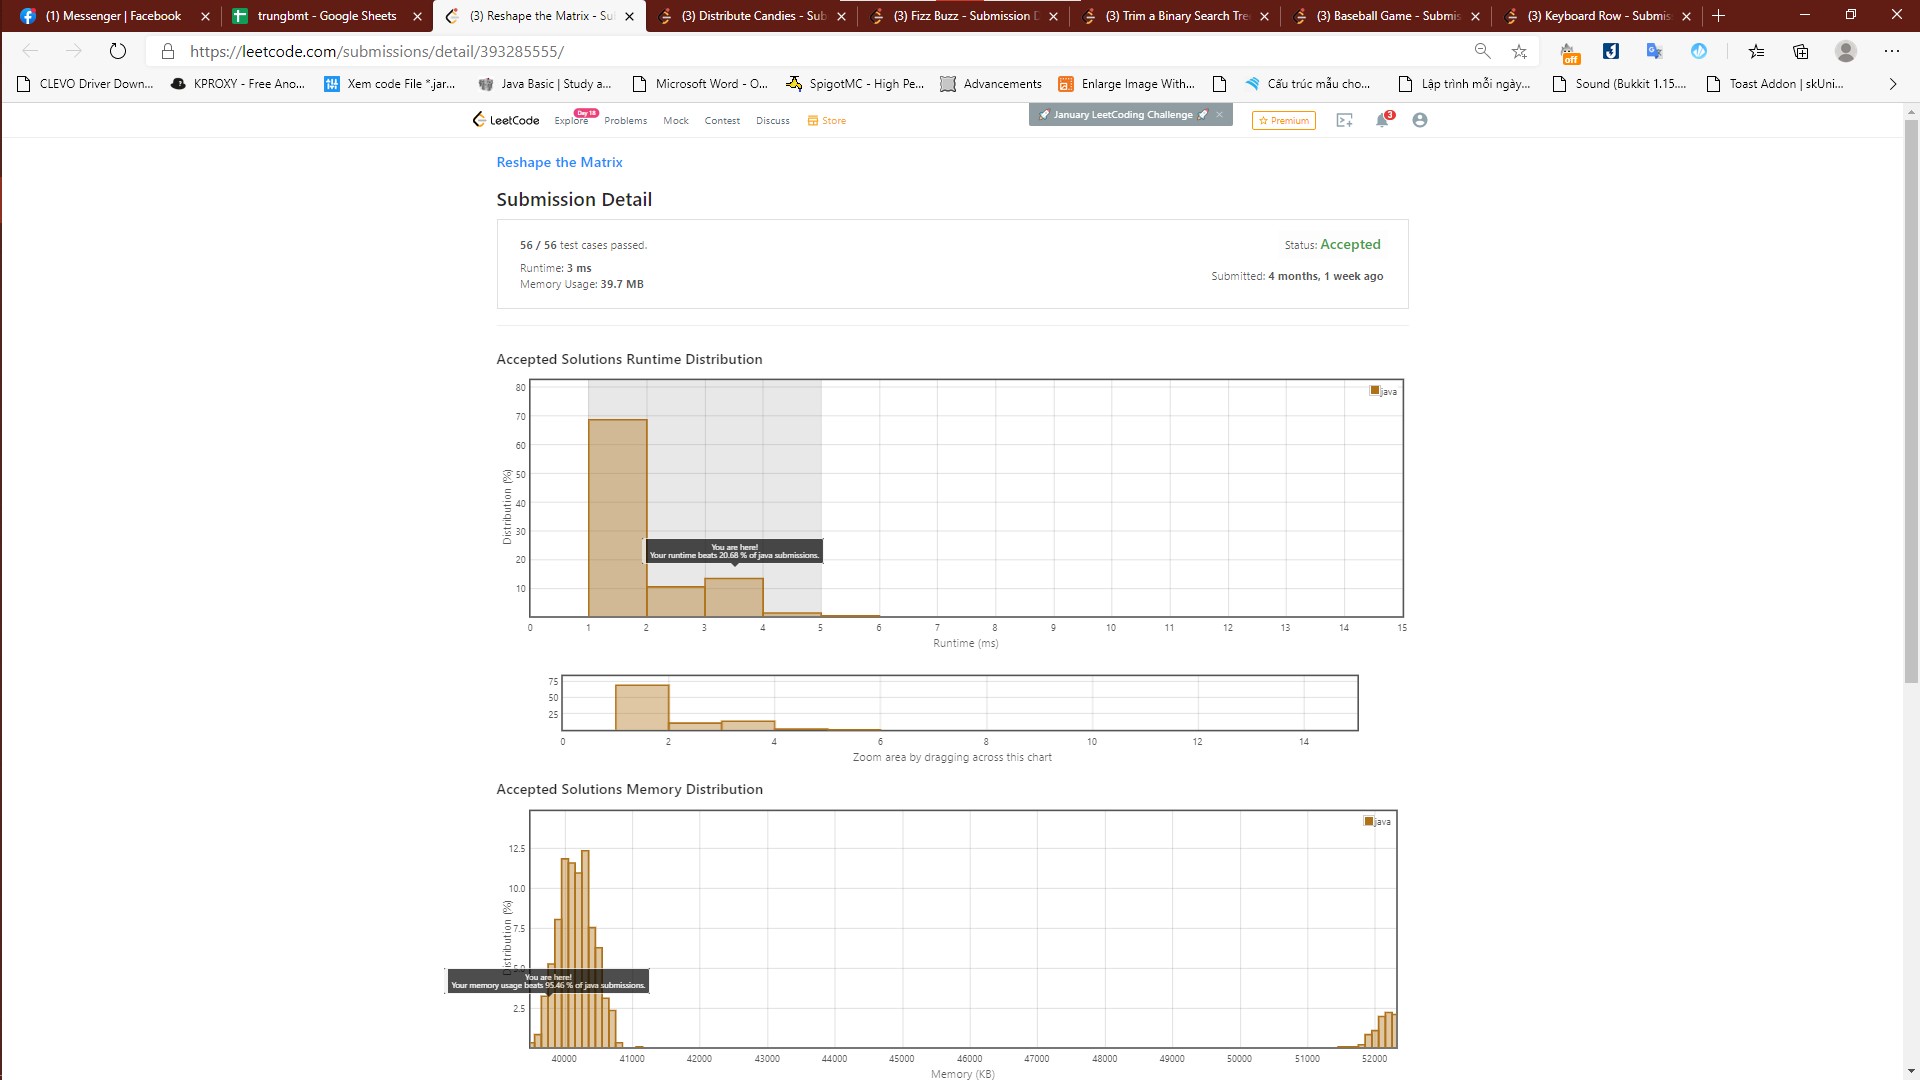 (1) Messenger | Facebook
trungbmt - Google Sheets
(3) Reshape the Matrix - Su
(3) Distribute Candies - Sub
(3) Fizz Buzz - Submission D
(3) Trim a Binary Search Tre
(3) Baseball Game - Submis
(3) Keyboard Row - Submis
https://leetcode.com/submissions/detail/393285555/
off
CLEVO Driver Down...
KPROXY - Free Ano...
Xem code File *.jar...
Java Basic | Study a...
Microsoft Word - O...
SpigotMC - High Pe...
Advancements
Enlarge Image With...
Cấu trúc mẫu cho...
Lập trình mỗi ngày...
Sound (Bukkit 1.15....
Toast Addon | skUni...
LeetCode
Explore
Day 18
Problems
Mock
Contest
Discuss
Store
January LeetCoding Challenge
Premium
3
Reshape the Matrix
Submission Detail
56 / 56 test cases passed.
Status: Accepted
Runtime: 3 ms
Memory Usage: 39.7 MB
Submitted: 4 months, 1 week ago
Accepted Solutions Runtime Distribution
80
70
60
50
40
30
20
10
Distribution (%)
java
You are here!
Your runtime beats 20.68 % of java submissions.
0 1 2 3 4 5 6 7 8 9 10 11 12 13 14 15
Runtime (ms)
75
50
25
0 2 4 6 8 10 12 14
Zoom area by dragging across this chart
Accepted Solutions Memory Distribution
12.5
10.0
7.5
5.0
2.5
Distribution (%)
java
You are here!
Your memory usage beats 95.46 % of java submissions.
40000 41000 42000 43000 44000 45000 46000 47000 48000 49000 50000 51000 52000
Memory (KB)